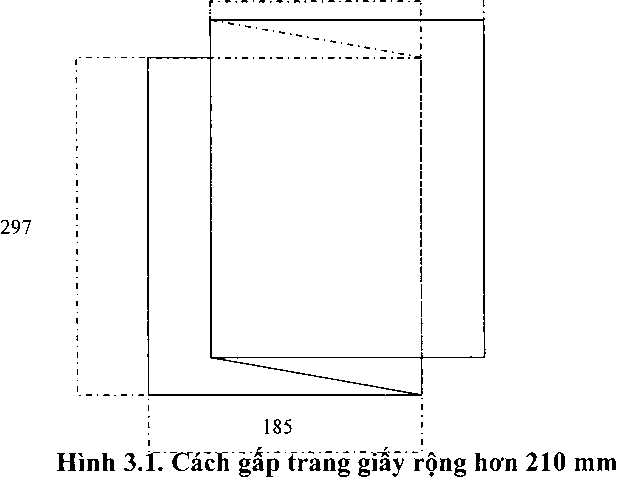 297
185
Hình 3.1. Cách gấp trang giấy rộng hơn 210 mm